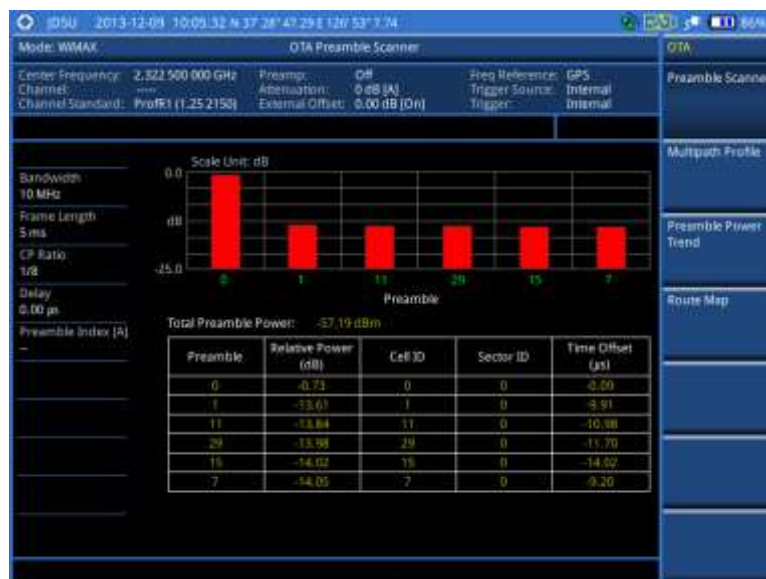 JDSU 2013-12-09 10:05:32 N 37° 28' 47.29 E 126° 53' 7.74 86%
Mode: WiMAX OTA Preamble Scanner OTA
Center Frequency: 2.322 500 000 GHz Preamp: Off Freq Reference: GPS
Channel: ----- Attenuation: 0 dB [A] Trigger Source: Internal
Channel Standard: ProfR1 (1.25 2150) External Offset: 0.00 dB [On] Trigger: Internal
Preamble Scanne
Multipath Profile
Preamble Power
Trend
Route Map
Bandwidth
10 MHz
Frame Length
5 ms
CP Ratio
1/8
Delay
0.00 µs
Preamble Index [A]
--
Scale Unit: dB
0.0
dB
-25.0
0 1 11 29 15 7
Preamble
Total Preamble Power: -57.19 dBm
Preamble Relative Power (dB) Cell ID Sector ID Time Offset (µs)
0 -0.73 0 0 -0.09
1 -13.61 1 0 -9.91
11 -13.84 11 0 -10.98
29 -13.98 29 0 -11.70
15 -14.02 15 0 -14.02
7 -14.05 7 0 -9.20